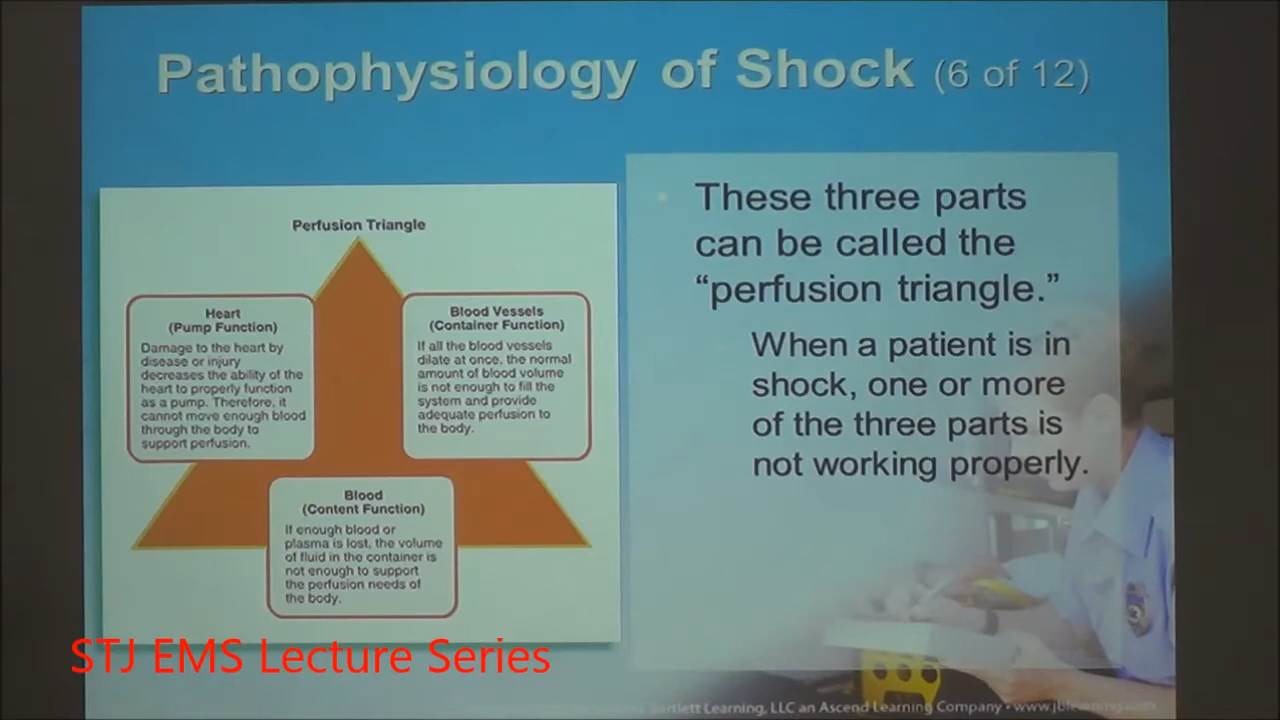 Pathophysiology of Shock (6 of 12)
Perfusion Triangle
Heart
(Pump Function)
Damage to the heart by
disease or injury
decreases the ability of the
heart to properly function
as a pump. Therefore, it
cannot move enough blood
through the body to
support perfusion.
Blood Vessels
(Container Function)
If all the blood vessels
dilate at once, the normal
amount of blood volume
is not enough to fill the
system and provide
adequate perfusion to
the body.
Blood
(Content Function)
If enough blood or
plasma is lost, the volume
of fluid in the container is
not enough to support
the perfusion needs of
the body.
These three parts
can be called the
“perfusion triangle.”
When a patient is in
shock, one or more
of the three parts is
not working properly.
STJ EMS Lecture Series
Bartlett Learning, LLC an Ascend Learning Company •